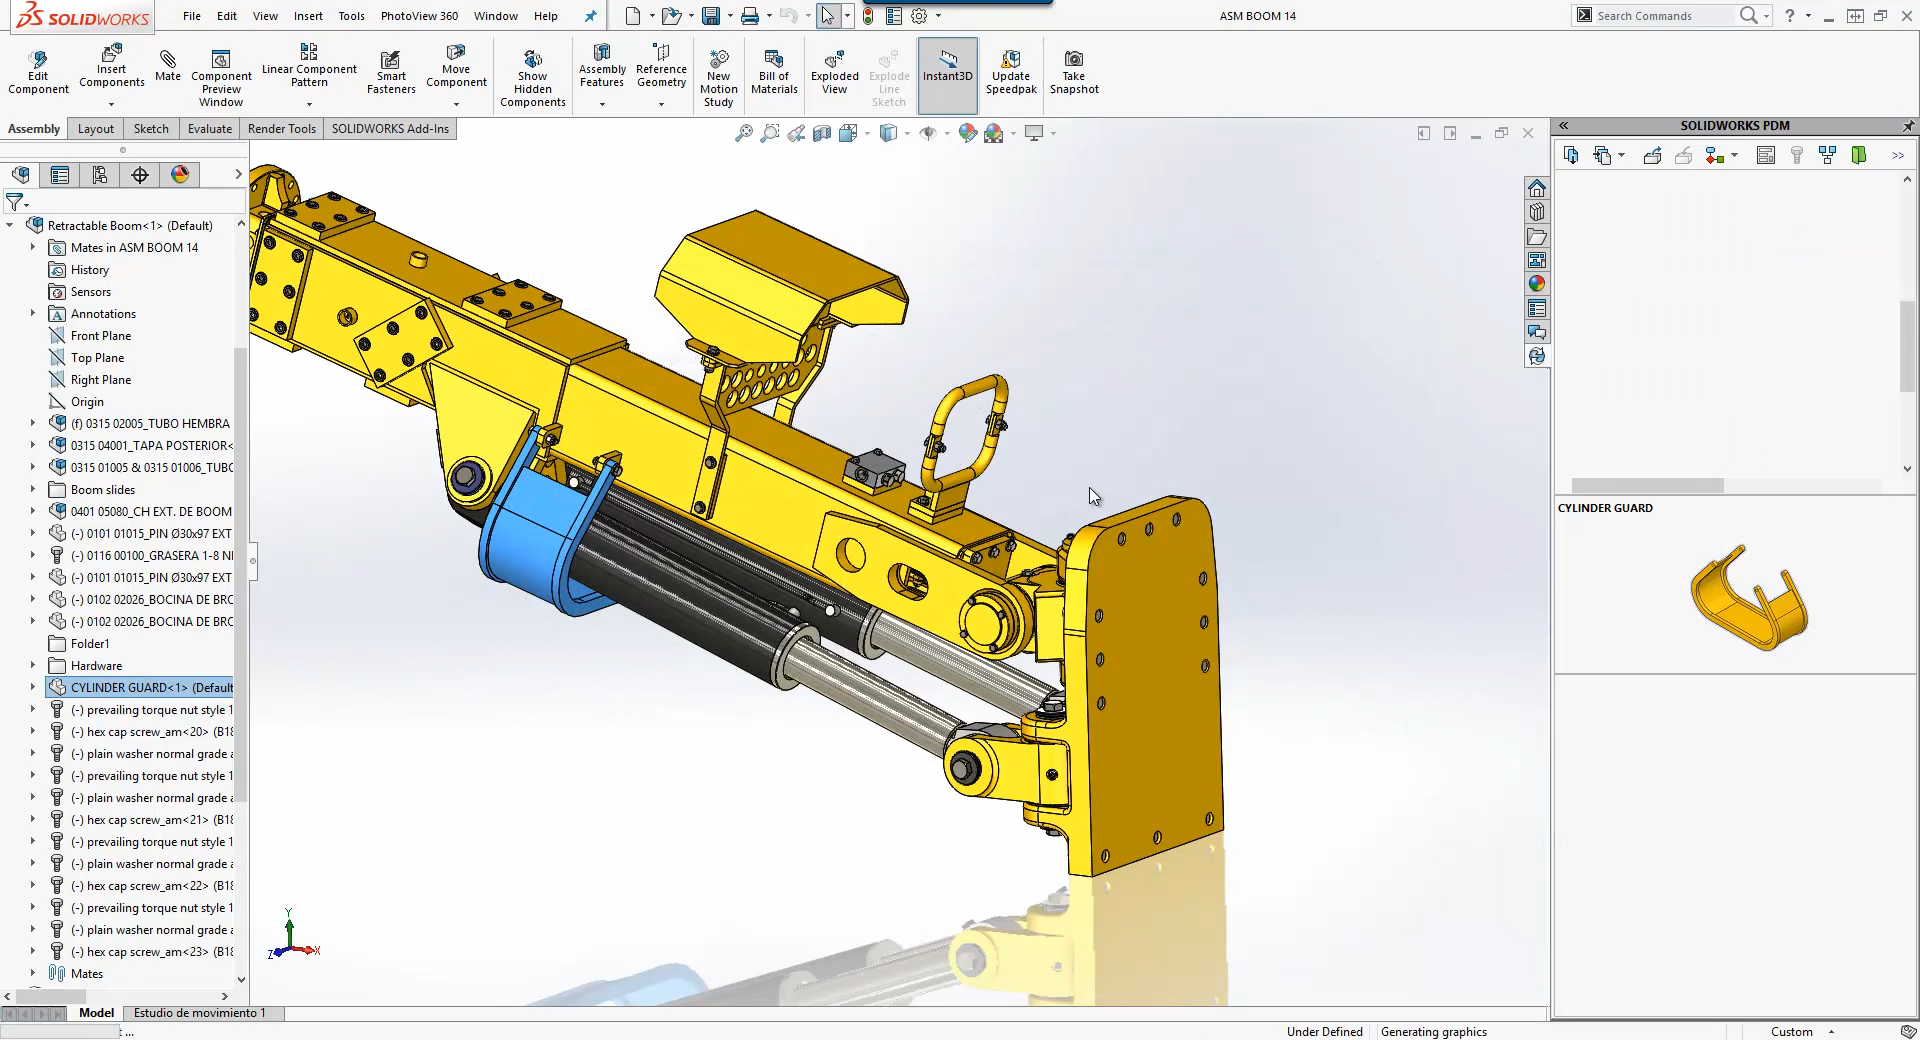 SOLIDWORKS
File Edit View Insert Tools PhotoView 360 Window Help
ASM BOOM 14
Search Commands
?
Edit Component
Insert Components
Mate
Component Preview Window
Linear Component Pattern
Smart Fasteners
Move Component
Show Hidden Components
Assembly Features
Reference Geometry
New Motion Study
Bill of Materials
Exploded View
Explode Line Sketch
Instant3D
Update Speedpak
Take Snapshot
Assembly Layout Sketch Evaluate Render Tools SOLIDWORKS Add-Ins
SOLIDWORKS PDM
Retractable Boom<1> (Default)
Mates in ASM BOOM 14
History
Sensors
Annotations
Front Plane
Top Plane
Right Plane
Origin
(f) 0315 02005_TUBO HEMBRA
0315 04001_TAPA POSTERIOR<
0315 01005 & 0315 01006_TUBO
Boom slides
0401 05080_CH EXT. DE BOOM
(-) 0101 01015_PIN Ø30x97 EXT
(-) 0116 00100_GRASERA 1-8 N
(-) 0101 01015_PIN Ø30x97 EXT
(-) 0102 02026_BOCINA DE BRC
(-) 0102 02026_BOCINA DE BRC
Folder1
Hardware
CYLINDER GUARD<1> (Default
(-) prevailing torque nut style 1
(-) hex cap screw_am<20> (B18
(-) plain washer normal grade a
(-) prevailing torque nut style 1
(-) plain washer normal grade a
(-) hex cap screw_am<21> (B18
(-) prevailing torque nut style 1
(-) plain washer normal grade a
(-) hex cap screw_am<22> (B18
(-) prevailing torque nut style 1
(-) plain washer normal grade a
(-) hex cap screw_am<23> (B18
Mates
CYLINDER GUARD
Y
Z X
Model Estudio de movimiento 1
Under Defined Generating graphics Custom